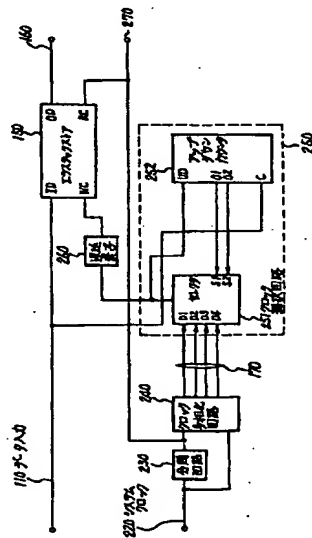 160
270
180
ID
OD
エラスティックストア
WC
RC
260
遅延
素子
250
252
アップ
ダウン
カウンタ
UD
Q1
Q2
C
セレクタ
S1
S2
D1
D2
D3
D4
251 クロック
選択回路
170
240
クロック
多相化
回路
230
分周
回路
110 データ入力
220 システム
クロック